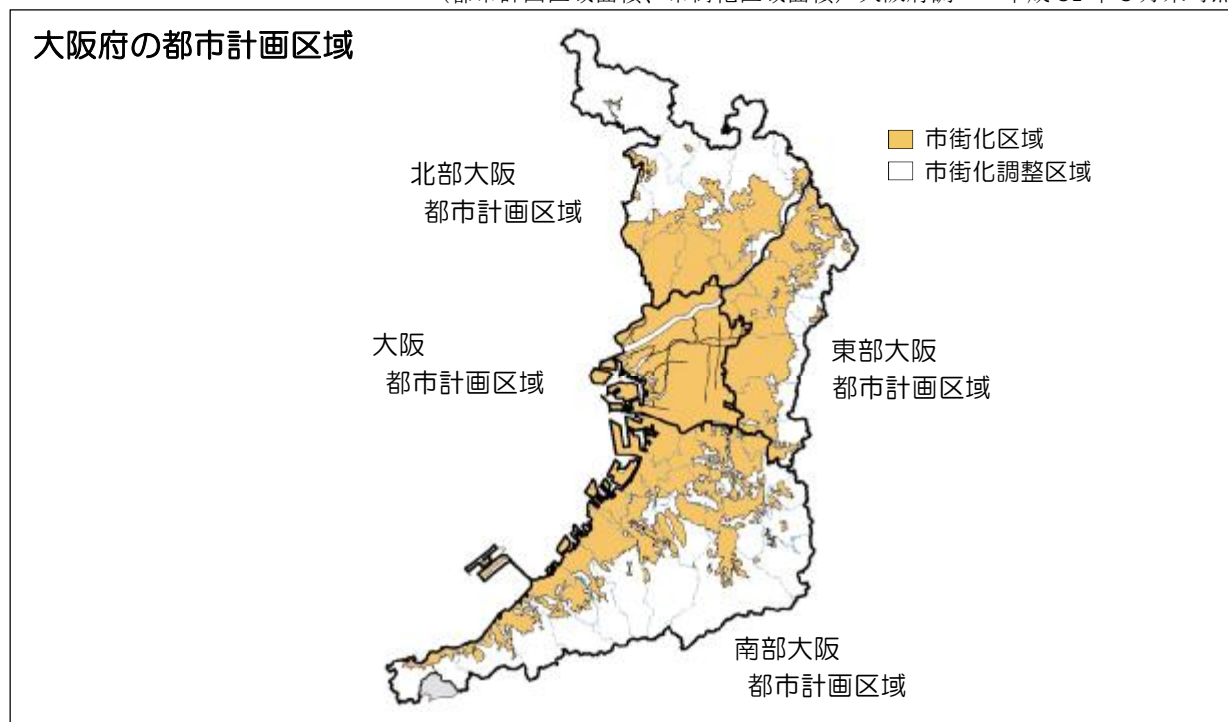 大阪府の都市計画区域
市街化区域
市街化調整区域
北部大阪
都市計画区域
大阪
都市計画区域
東部大阪
都市計画区域
南部大阪
都市計画区域